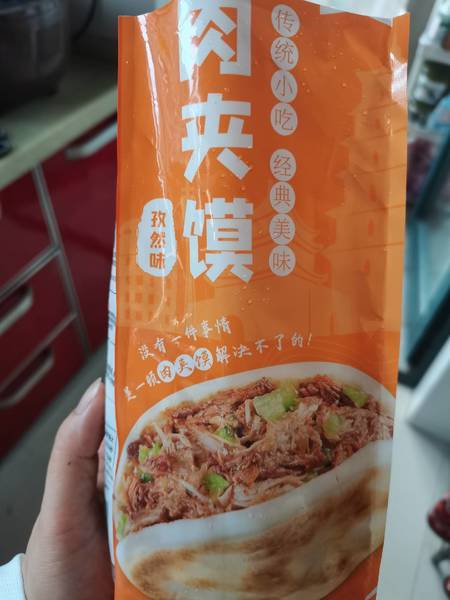 肉夹馍
传统小吃 经典美味
孜然味
没有一件事情
是一顿肉夹馍解决不了的!